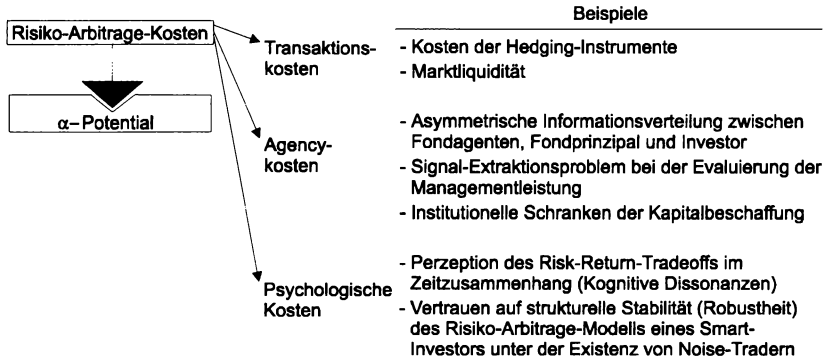 Beispiele
Risiko-Arbitrage-Kosten
α–Potential
Transaktions-
kosten
- Kosten der Hedging-Instrumente
- Marktliquidität
Agency-
kosten
- Asymmetrische Informationsverteilung zwischen
Fondagenten, Fondprinzipal und Investor
- Signal-Extraktionsproblem bei der Evaluierung der
Managementleistung
- Institutionelle Schranken der Kapitalbeschaffung
Psychologische
Kosten
- Perzeption des Risk-Return-Tradeoffs im
Zeitzusammenhang (Kognitive Dissonanzen)
- Vertrauen auf strukturelle Stabilität (Robustheit)
des Risiko-Arbitrage-Modells eines Smart-
Investors unter der Existenz von Noise-Tradern